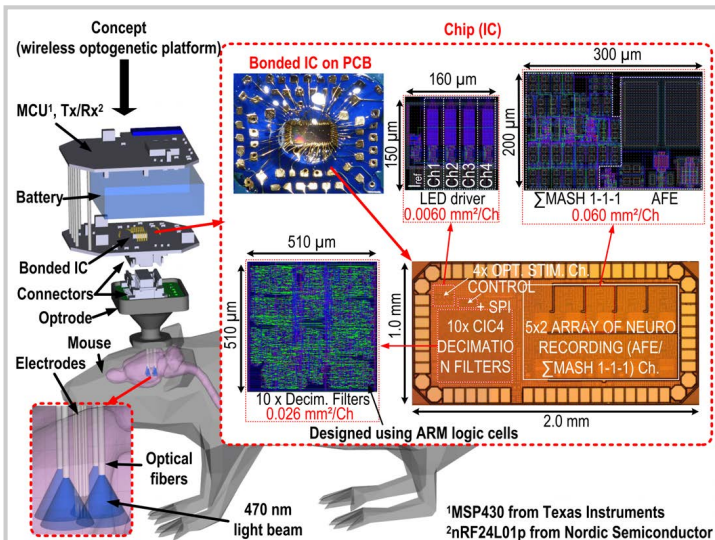 Concept
(wireless optogenetic platform)
MCU¹, Tx/Rx²
Battery
Bonded IC
Connectors
Optrode
Mouse
Electrodes
Optical
fibers
470 nm
light beam
Chip (IC)
Bonded IC on PCB
160 µm
150 µm
Iref
Ch1
Ch2
Ch3
Ch4
LED driver
0.0060 mm²/Ch
300 µm
200 µm
∑MASH 1-1-1 AFE
0.060 mm²/Ch
510 µm
510 µm
10 x Decim. Filters
0.026 mm²/Ch
Designed using ARM logic cells
1.0 mm
4x OPT. STIM. Ch.
CONTROL
+ SPI
10x CIC4
DECIMATIO
N FILTERS
5x2 ARRAY OF NEURO
RECORDING (AFE/
∑MASH 1-1-1) Ch.
2.0 mm
¹MSP430 from Texas Instruments
²nRF24L01p from Nordic Semiconductor